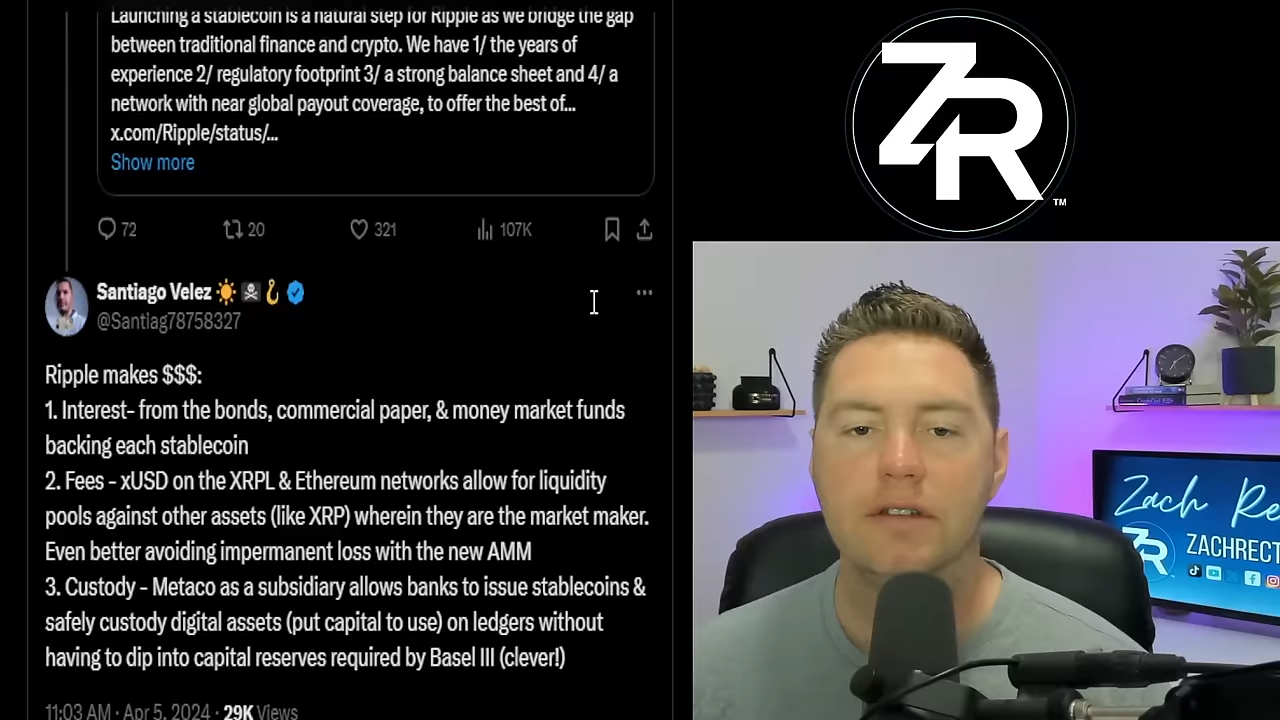 Launching a stablecoin is a natural step for Ripple as we bridge the gap
between traditional finance and crypto. We have 1/ the years of
experience 2/ regulatory footprint 3/ a strong balance sheet and 4/ a
network with near global payout coverage, to offer the best of...
x.com/Ripple/status/...
Show more
72 20 321 107K
Santiago Velez
@Santiag78758327
Ripple makes $$$:
1. Interest- from the bonds, commercial paper, & money market funds
backing each stablecoin
2. Fees - xUSD on the XRPL & Ethereum networks allow for liquidity
pools against other assets (like XRP) wherein they are the market maker.
Even better avoiding impermanent loss with the new AMM
3. Custody - Metaco as a subsidiary allows banks to issue stablecoins &
safely custody digital assets (put capital to use) on ledgers without
having to dip into capital reserves required by Basel III (clever!)
11:03 AM · Apr 5, 2024 · 29K Views
ZR
TM
Zach Re
ZR
ZACHRECT